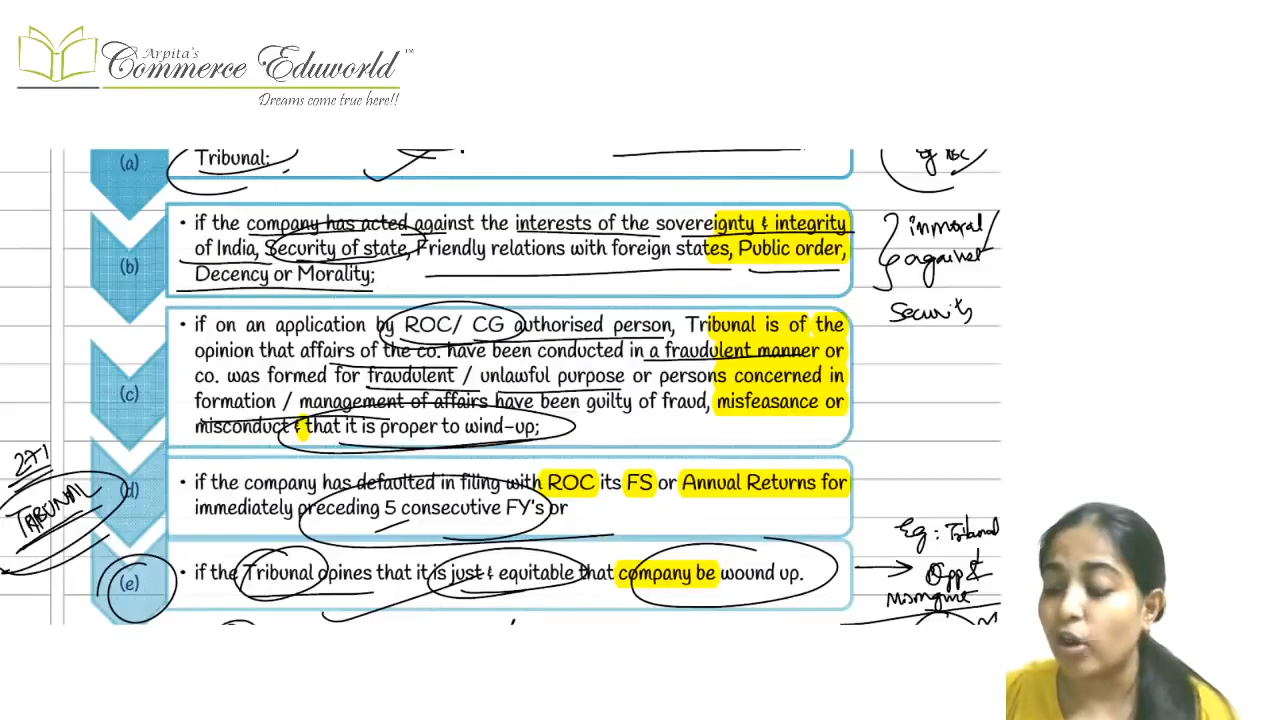 Arpita's
Commerce Eduworld™
Dreams come true here!!
(a)
Tribunal;
(b)
• if the company has acted against the interests of the sovereignty & integrity
of India, Security of state, Friendly relations with foreign states, Public order,
Decency or Morality;
inmoral/
against
Security
(c)
• if on an application by ROC/ CG authorised person, Tribunal is of the
opinion that affairs of the co. have been conducted in a fraudulent manner or
co. was formed for fraudulent / unlawful purpose or persons concerned in
formation / management of affairs have been guilty of fraud, misfeasance or
misconduct & that it is proper to wind-up;
271
TRIBUNAL
(d)
• if the company has defaulted in filing with ROC its FS or Annual Returns for
immediately preceding 5 consecutive FY's or
(e)
• if the Tribunal opines that it is just & equitable that company be wound up.
Eg: Tribunal
Opp &
Mismgmt